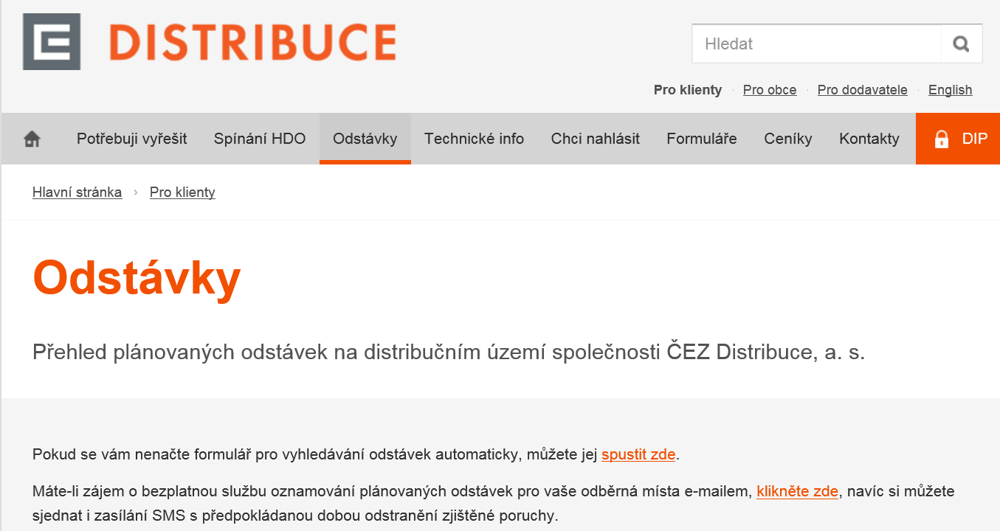 DISTRIBUCE
Hledat
Pro klienty · Pro obce · Pro dodavatele · English
Potřebuji vyřešit Spínání HDO Odstávky Technické info Chci nahlásit Formuláře Ceníky Kontakty DIP
Hlavní stránka › Pro klienty
Odstávky
Přehled plánovaných odstávek na distribučním území společnosti ČEZ Distribuce, a. s.
Pokud se vám nenačte formulář pro vyhledávání odstávek automaticky, můžete jej spustit zde.
Máte-li zájem o bezplatnou službu oznamování plánovaných odstávek pro vaše odběrná místa e-mailem, klikněte zde, navíc si můžete
sjednat i zasílání SMS s předpokládanou dobou odstranění zjištěné poruchy.